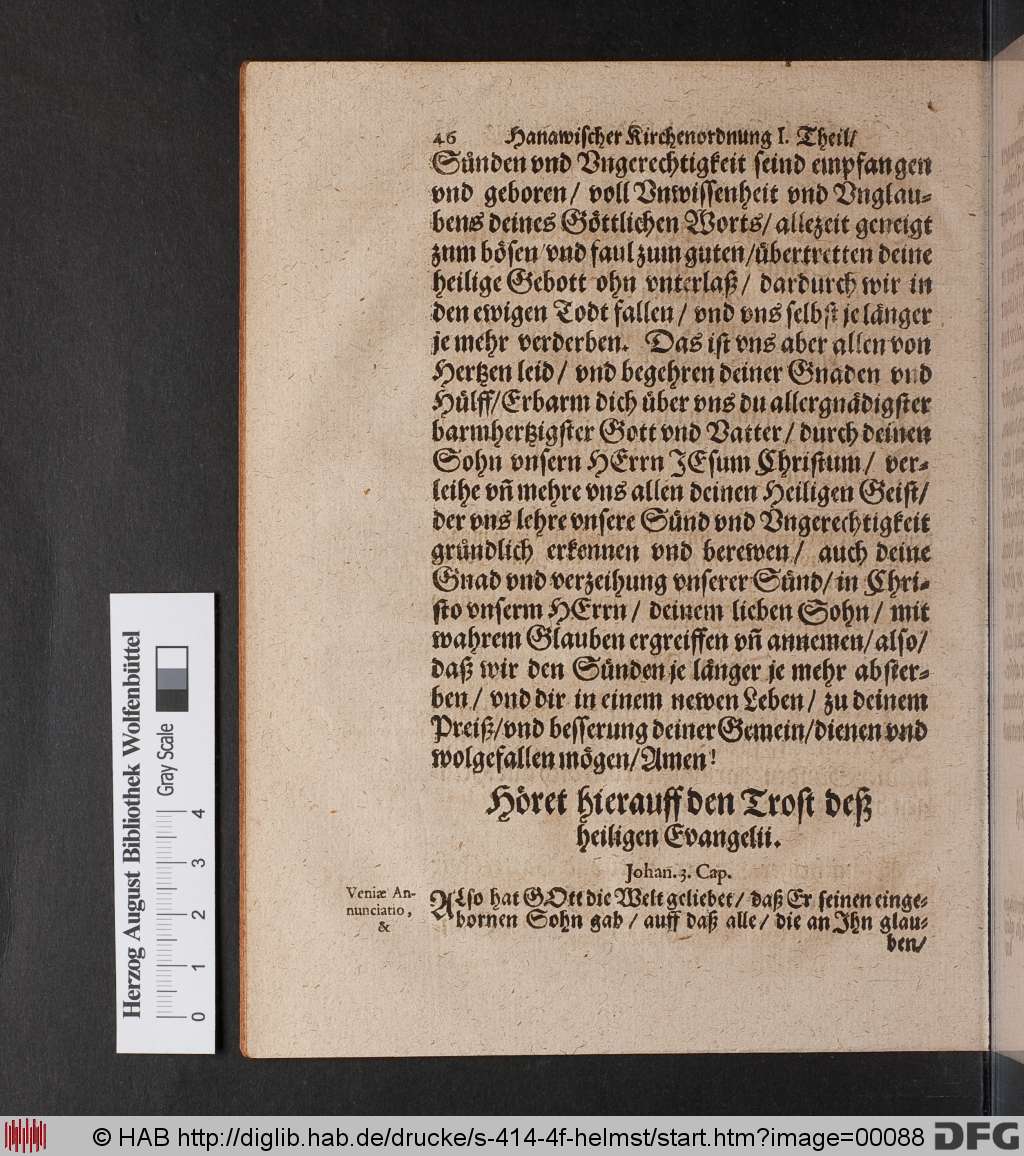 46 Hanawischer Kirchenordnung I. Theil/
Sünden vnd Vngerechtigkeit seind empfangen
vnd geboren/ voll Vnwissenheit vnd Vnglau-
bens deines Göttlichen Worts/ allezeit geneigt
zum bösen/ vnd faul zum guten/ übertretten deine
heilige Gebott ohn vnterlaß/ dardurch wir in
den ewigen Todt fallen/ vnd vns selbst je länger
je mehr verderben. Das ist vns aber allen von
Hertzen leid/ vnd begehren deiner Gnaden vnd
Hülff/ Erbarm dich über vns du allergnädigster
barmhertzigster Gott vnd Vatter/ durch deinen
Sohn vnsern HErrn JEsum Christum/ ver-
leihe vñ mehre vns allen deinen Heiligen Geist/
der vns lehre vnsere Sünd vnd Vngerechtigkeit
gründlich erkennen vnd berewen/ auch deine
Gnad vnd verzeihung vnserer Sünd/ in Chri-
sto vnserm HErrn/ deinem lieben Sohn/ mit
wahrem Glauben ergreiffen vñ annemen/ also/
daß wir den Sünden je länger je mehr abster-
ben/ vnd dir in einem newen Leben/ zu deinem
Preiß/ vnd besserung deiner Gemein/ dienen vnd
wolgefallen mögen/ Amen!
Höret hierauff den Trost deß
heiligen Evangelii.
Johan. 3. Cap.
Veniæ An-
nunciatio,
&
ALso hat GOtt die Welt geliebet/ daß Er seinen einge-
bornen Sohn gab/ auff daß alle/ die an Jhn glau-
ben/
Herzog August Bibliothek Wolfenbüttel
Gray Scale
0 1 2 3 4
© HAB http://diglib.hab.de/drucke/s-414-4f-helmst/start.htm?image=00088 DFG